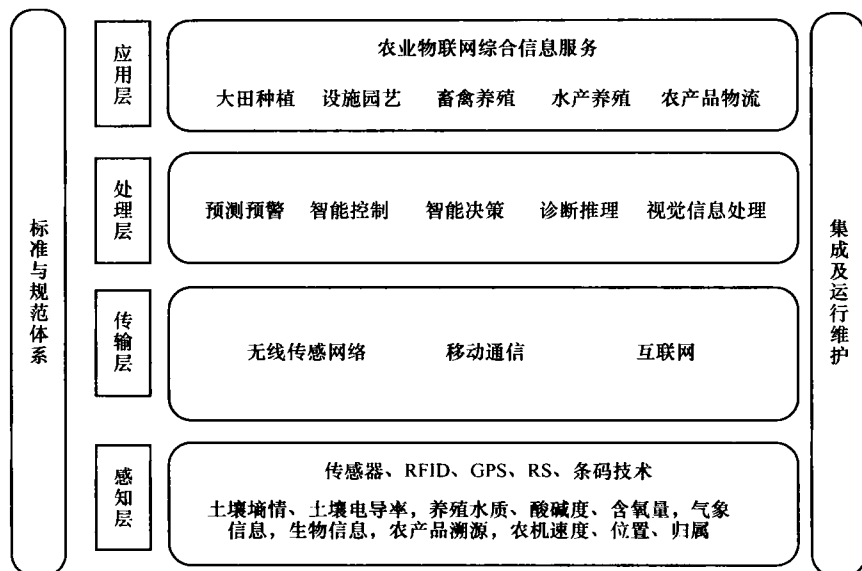 标准与规范体系
应用层
农业物联网综合信息服务
大田种植 设施园艺 畜禽养殖 水产养殖 农产品物流
处理层
预测预警 智能控制 智能决策 诊断推理 视觉信息处理
传输层
无线传感网络 移动通信 互联网
感知层
传感器、RFID、GPS、RS、条码技术
土壤墒情、土壤电导率，养殖水质、酸碱度、含氧量，气象
信息，生物信息，农产品溯源，农机速度、位置、归属
集成及运行维护